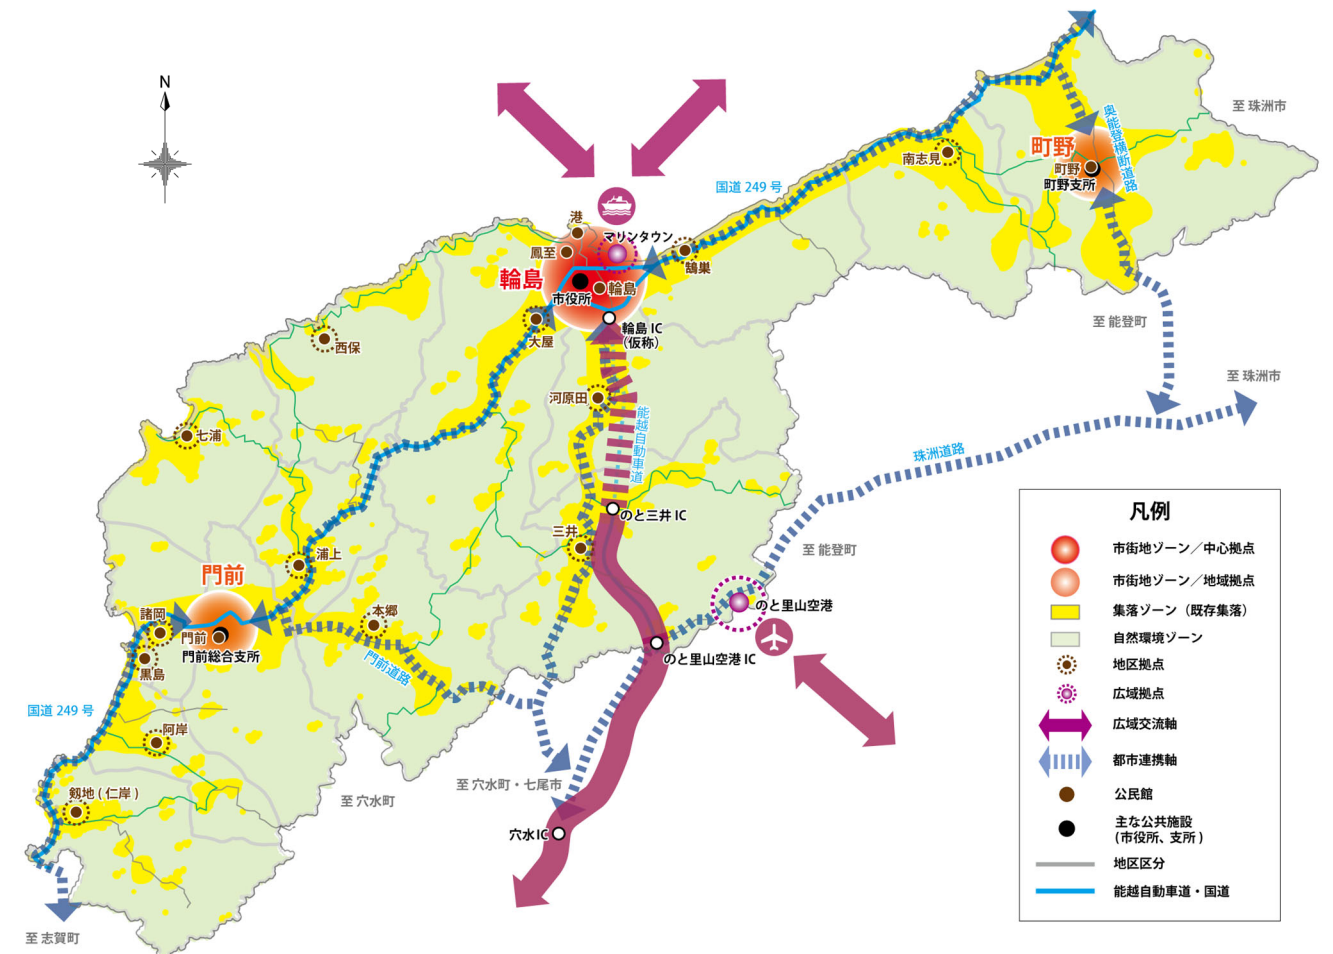 N
至 珠洲市
奥能登横断道路
町野
町野
町野支所
南志見
国道 249 号
港
マリンタウン
鳳至
鵠巣
輪島
輪島
市役所
輪島 IC
(仮称)
大屋
西保
至 能登町
至 珠洲市
河原田
能越自動車道
七浦
珠洲道路
のと三井 IC
三井
浦上
至 能登町
門前
本郷
のと里山空港
諸岡
門前
門前総合支所
のと里山空港 IC
黒島
門前道路
国道 249 号
阿岸
至 穴水町・七尾市
剱地 ( 仁岸 )
至 穴水町
穴水 IC
至 志賀町
凡例
市街地ゾーン／中心拠点
市街地ゾーン／地域拠点
集落ゾーン（既存集落）
自然環境ゾーン
地区拠点
広域拠点
広域交流軸
都市連携軸
公民館
主な公共施設
(市役所、支所 )
地区区分
能越自動車道・国道